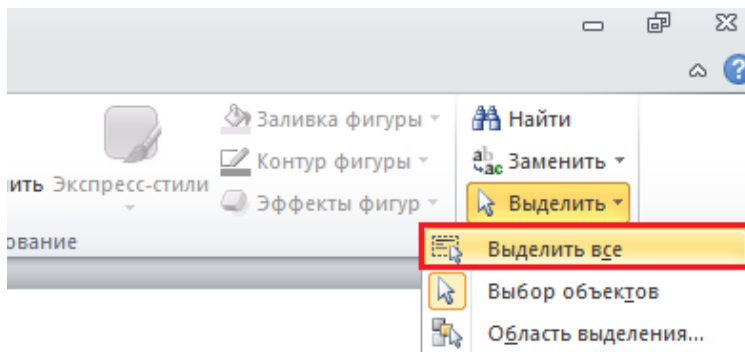 Заливка фигуры
Контур фигуры
Эффекты фигур
Экспресс-стили
Найти
Заменить
Выделить
Выделить все
Выбор объектов
Область выделения...